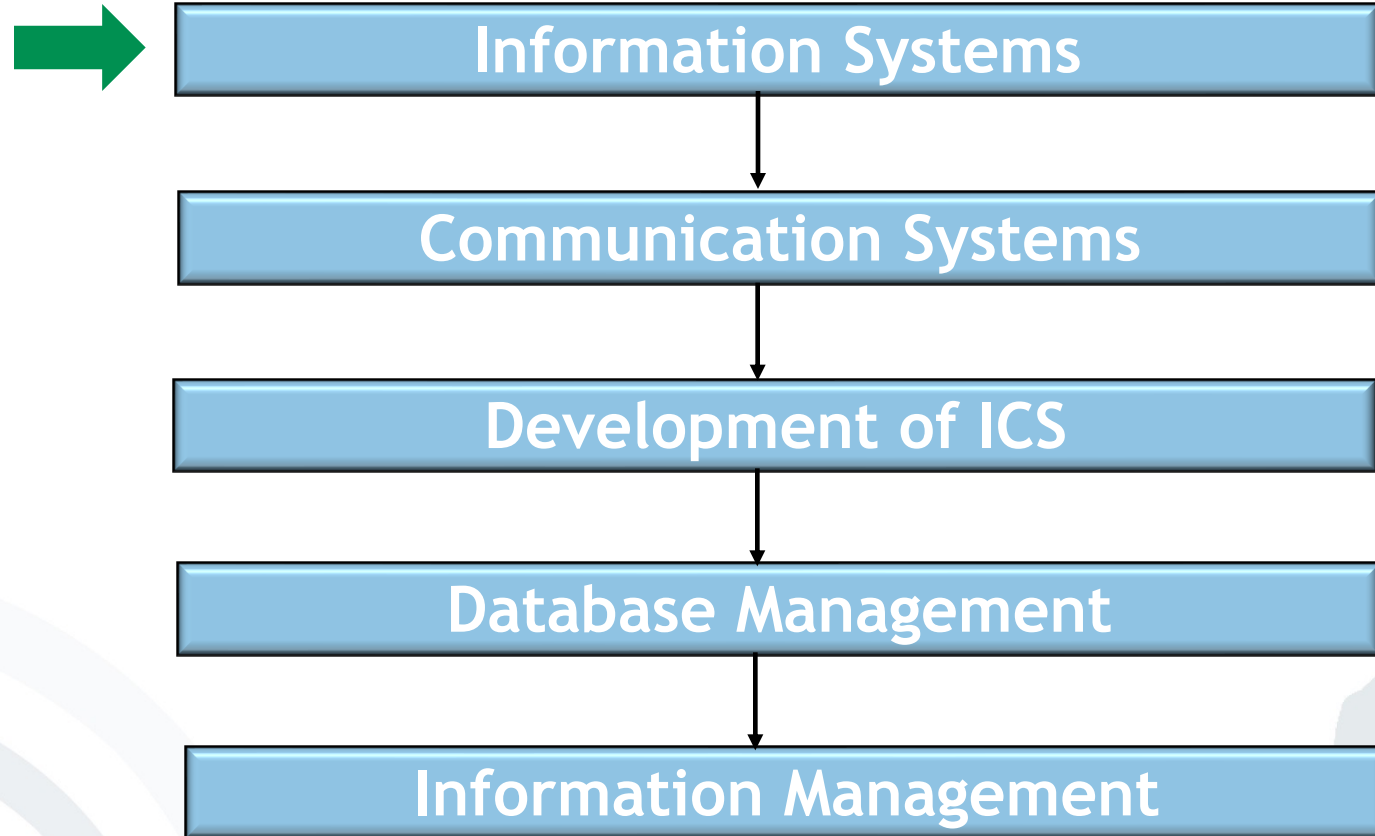 Information Systems
Communication Systems
Development of ICS
Database Management
Information Management